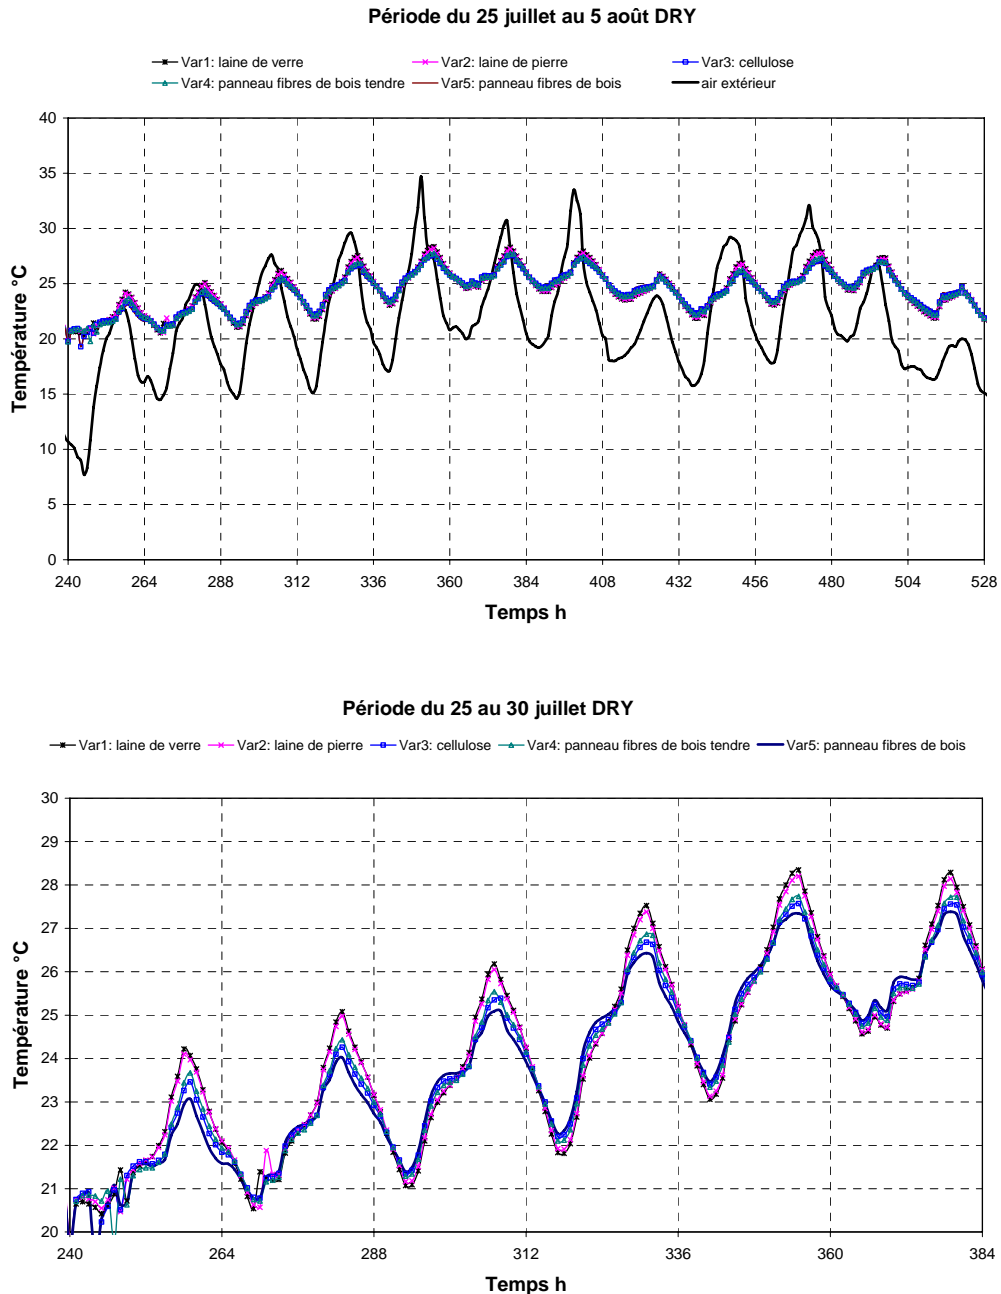 Période du 25 juillet au 5 août DRY
Var1: laine de verre Var2: laine de pierre Var3: cellulose
Var4: panneau fibres de bois tendre Var5: panneau fibres de bois air extérieur
40
35
30
25
20
15
10
5
0
Température °C
240 264 288 312 336 360 384 408 432 456 480 504 528
Temps h
Période du 25 au 30 juillet DRY
Var1: laine de verre Var2: laine de pierre Var3: cellulose Var4: panneau fibres de bois tendre Var5: panneau fibres de bois
30
29
28
27
26
25
24
23
22
21
20
Température °C
240 264 288 312 336 360 384
Temps h